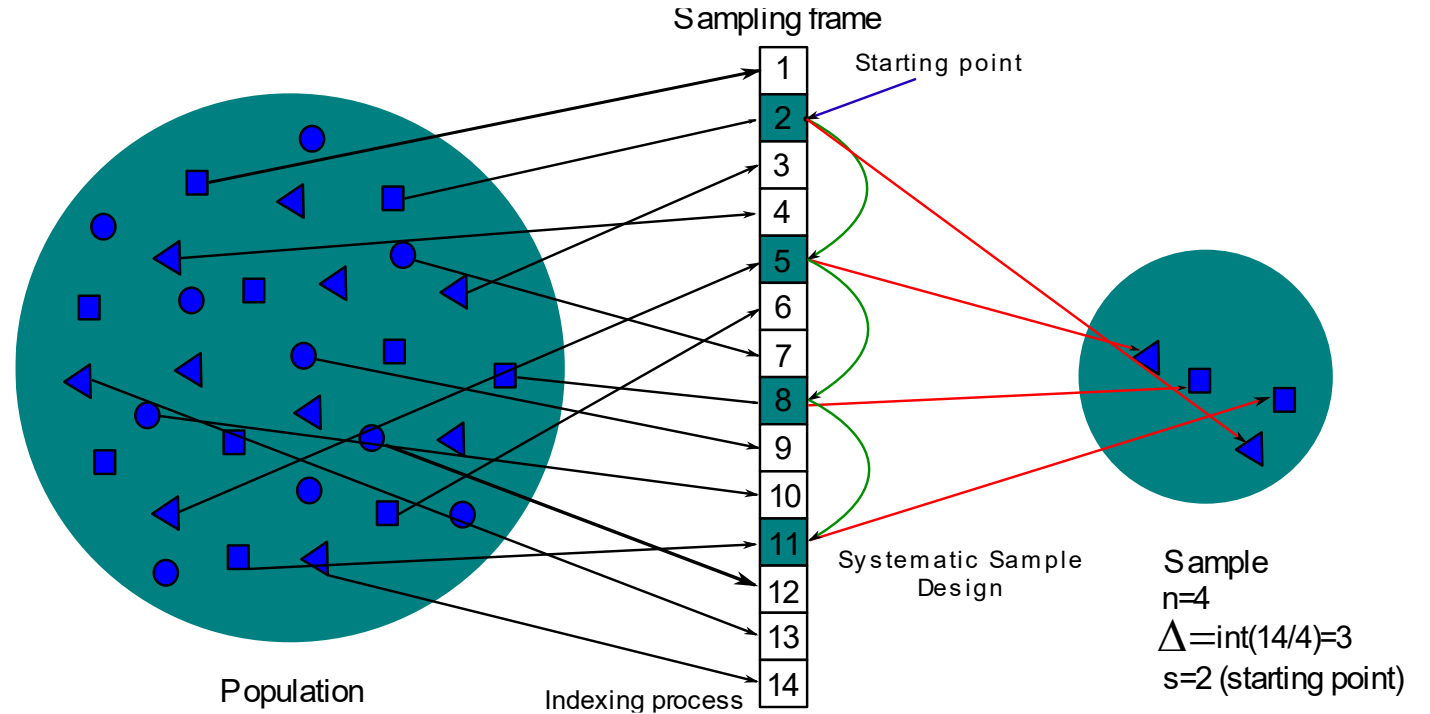 Sampling frame
Starting point
1
2
3
4
5
6
7
8
9
10
11
12
13
14
Systematic Sample
Design
Population
Indexing process
Sample
n=4
Δ=int(14/4)=3
s=2 (starting point)